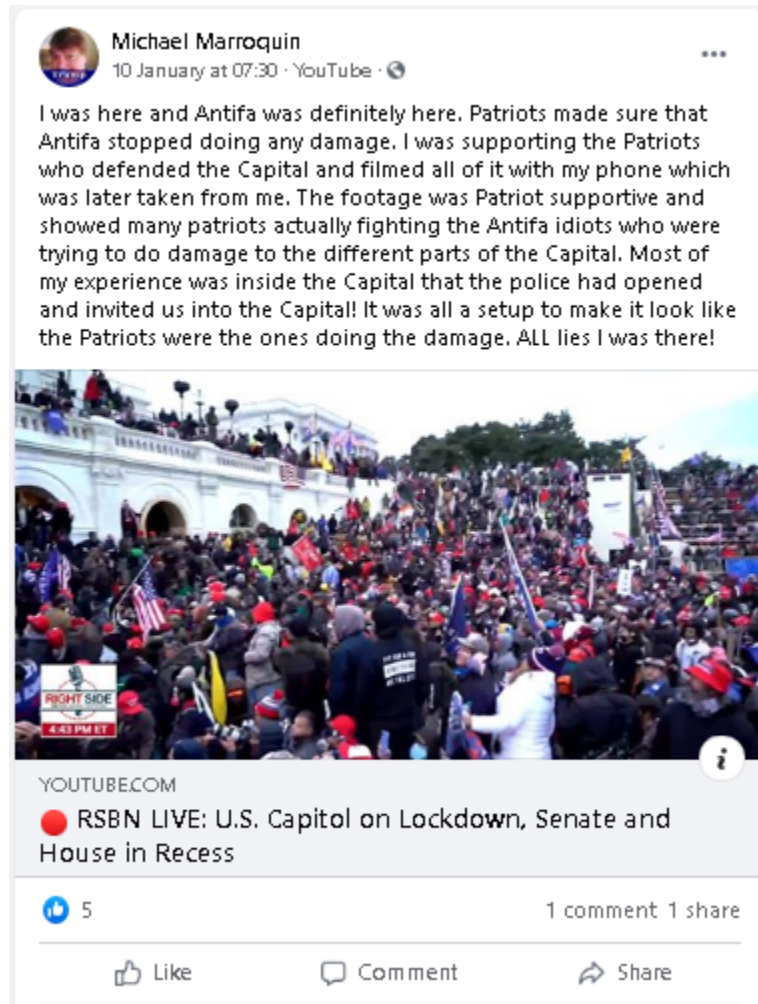 Michael Marroquin
10 January at 07:30 · YouTube ·
I was here and Antifa was definitely here. Patriots made sure that
Antifa stopped doing any damage. I was supporting the Patriots
who defended the Capital and filmed all of it with my phone which
was later taken from me. The footage was Patriot supportive and
showed many patriots actually fighting the Antifa idiots who were
trying to do damage to the different parts of the Capital. Most of
my experience was inside the Capital that the police had opened
and invited us into the Capital! It was all a setup to make it look like
the Patriots were the ones doing the damage. ALL lies I was there!
RIGHT SIDE
4:43 PM ET
YOUTUBE.COM
RSBN LIVE: U.S. Capitol on Lockdown, Senate and
House in Recess
5
1 comment 1 share
Like Comment Share